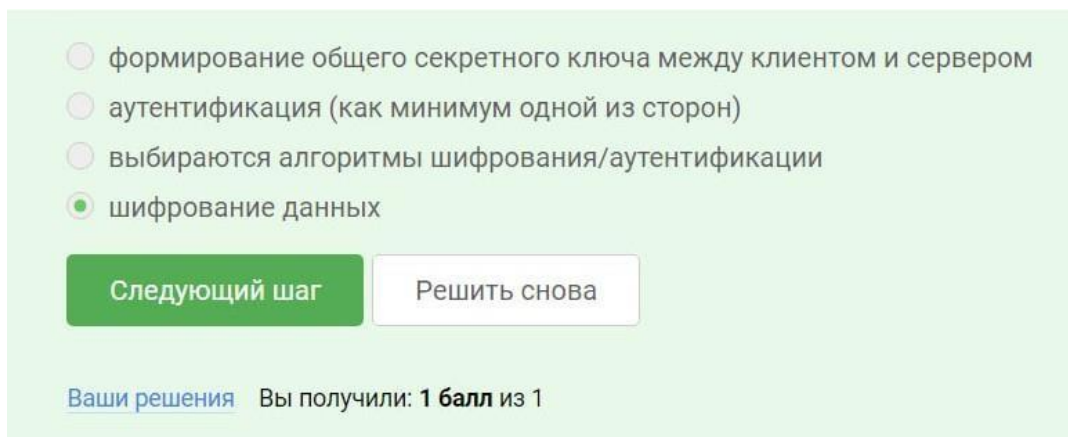 формирование общего секретного ключа между клиентом и сервером
аутентификация (как минимум одной из сторон)
выбираются алгоритмы шифрования/аутентификации
шифрование данных
Следующий шаг Решить снова
Ваши решения Вы получили: 1 балл из 1